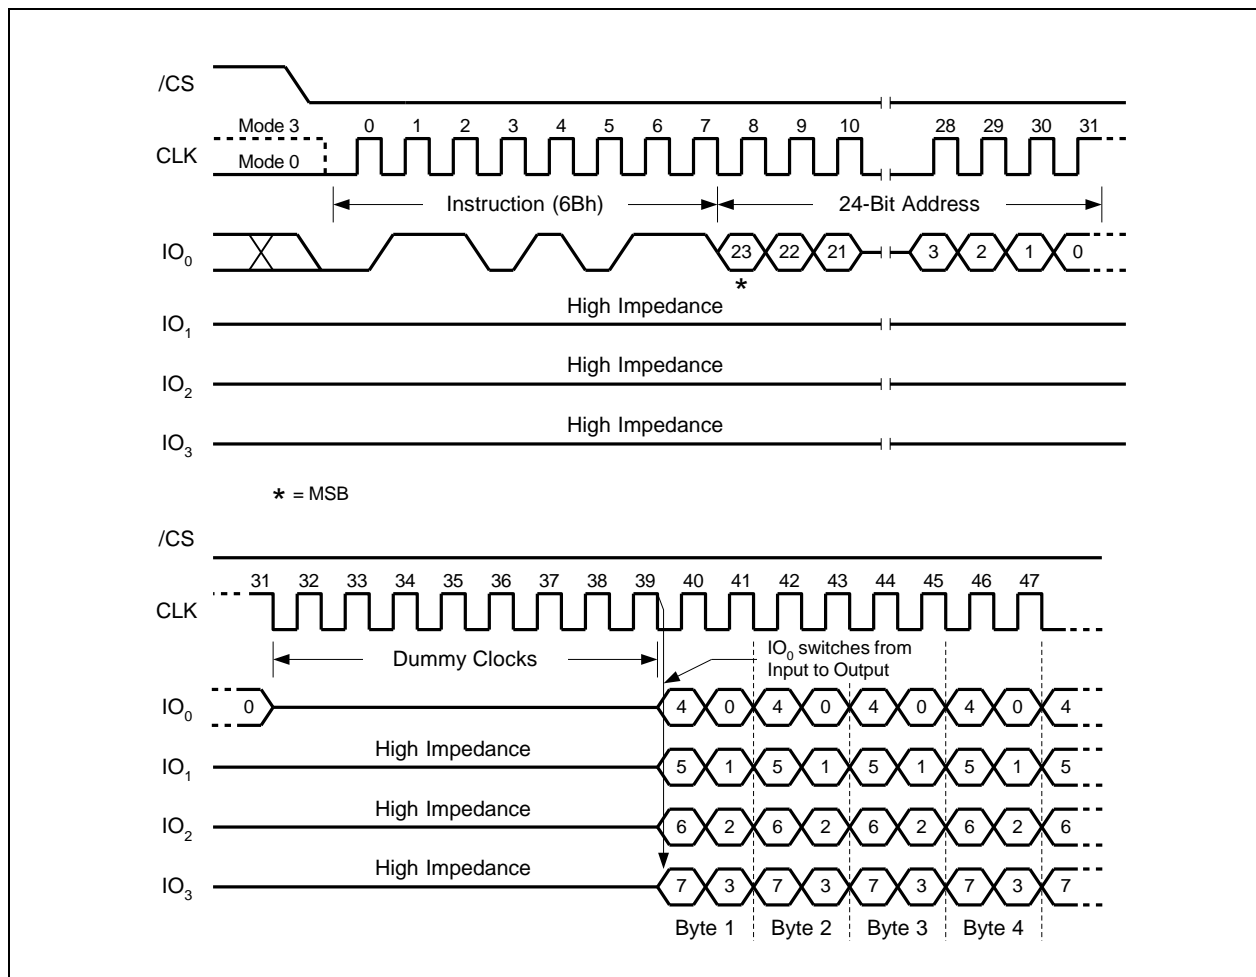 /CS
Mode 3
0 1 2 3 4 5 6 7 8 9 10 28 29 30 31
CLK
Mode 0
Instruction (6Bh)
24-Bit Address
IO0
23 22 21 3 2 1 0
*
High Impedance
IO1
High Impedance
IO2
High Impedance
IO3
* = MSB
/CS
31 32 33 34 35 36 37 38 39 40 41 42 43 44 45 46 47
CLK
Dummy Clocks
IO0 switches from
Input to Output
IO0
0 4 0 4 0 4 0 4 0 4
High Impedance
IO1
5 1 5 1 5 1 5 1 5
High Impedance
IO2
6 2 6 2 6 2 6 2 6
High Impedance
IO3
7 3 7 3 7 3 7 3 7
Byte 1 Byte 2 Byte 3 Byte 4